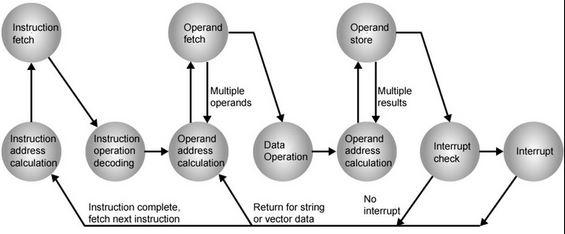 Instruction
fetch
Operand
fetch
Operand
store
Multiple
operands
Multiple
results
Instruction
address
calculation
Instruction
operation
decoding
Operand
address
calculation
Data
Operation
Operand
address
calculation
Interrupt
check
Interrupt
Instruction complete,
fetch next instruction
Return for string
or vector data
No
interrupt